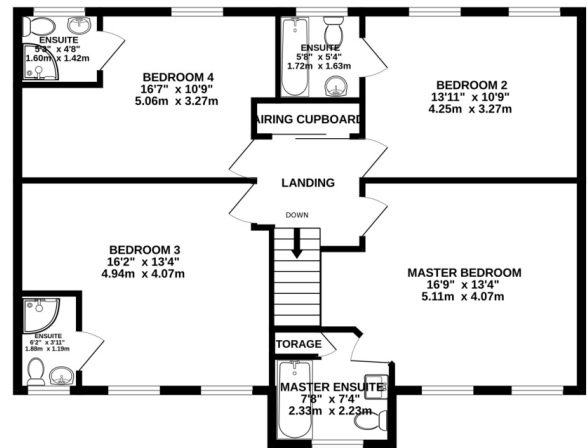 ENSUITE
5'3" x 4'8"
1.60m x 1.42m
BEDROOM 4
16'7" x 10'9"
5.06m x 3.27m
ENSUITE
5'8" x 5'4"
1.72m x 1.63m
BEDROOM 2
13'11" x 10'9"
4.25m x 3.27m
AIRING CUPBOARD
LANDING
DOWN
BEDROOM 3
16'2" x 13'4"
4.94m x 4.07m
MASTER BEDROOM
16'9" x 13'4"
5.11m x 4.07m
ENSUITE
6'2" x 3'11"
1.88m x 1.19m
TORAGE
MASTER ENSUITE
7'8" x 7'4"
2.33m x 2.23m